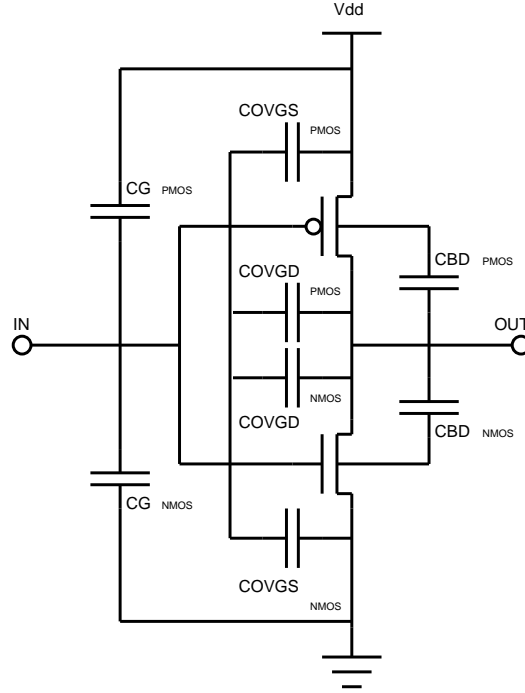 Vdd
COVGS
PMOS
CG PMOS
COVGD
PMOS
CBD PMOS
IN
OUT
NMOS
COVGD
CBD NMOS
CG NMOS
COVGS
NMOS